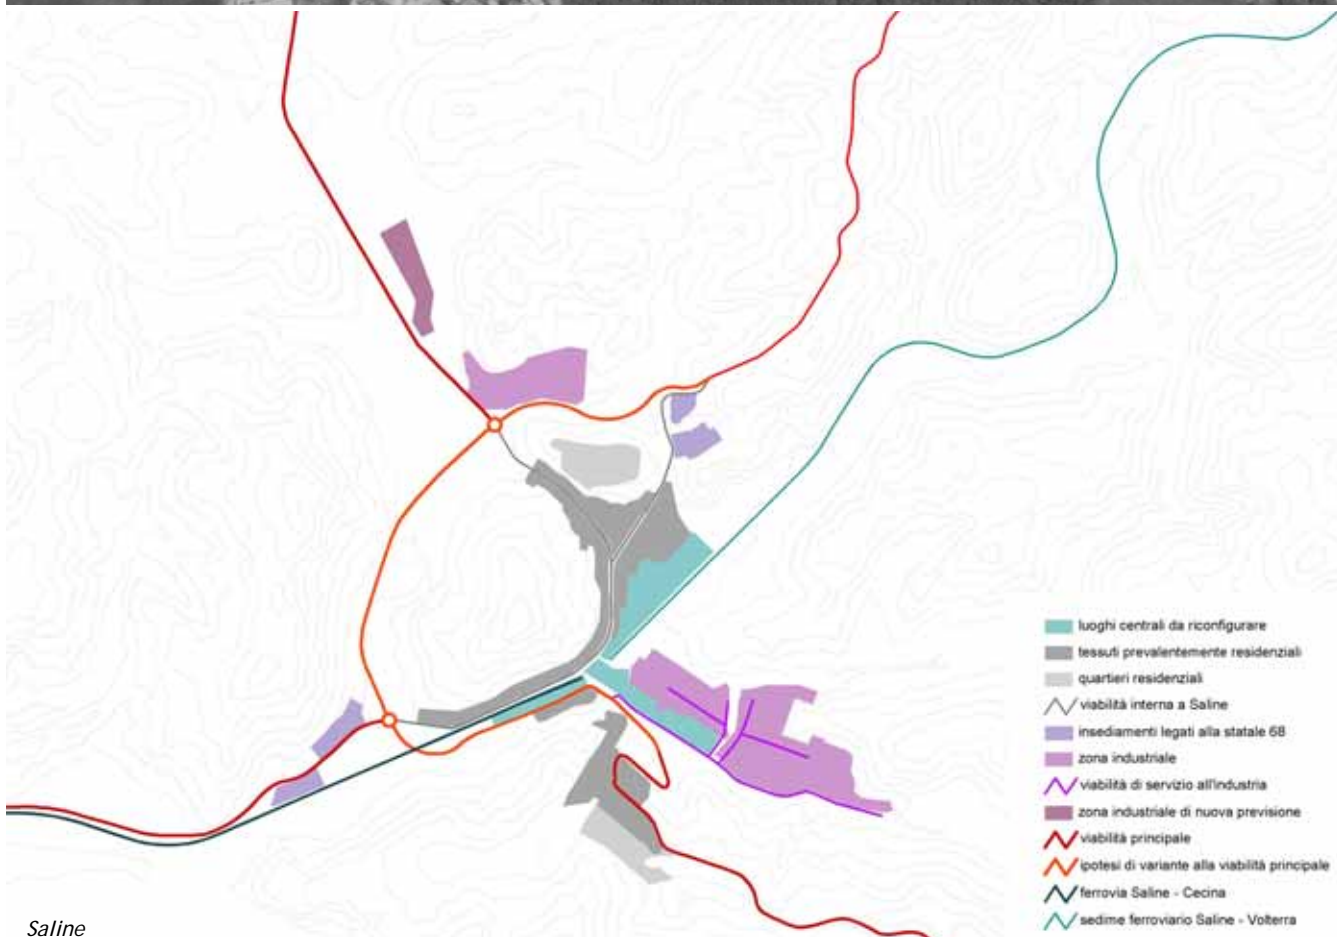 luoghi centrali da riconfigurare
tessuti prevalentemente residenziali
quartieri residenziali
viabilità interna a Saline
insediamenti legati alla statale 68
zona industriale
viabilità di servizio all'industria
zona industriale di nuova previsione
viabilità principale
ipotesi di variante alla viabilità principale
ferrovia Saline - Cecina
sedime ferroviario Saline - Volterra
Saline